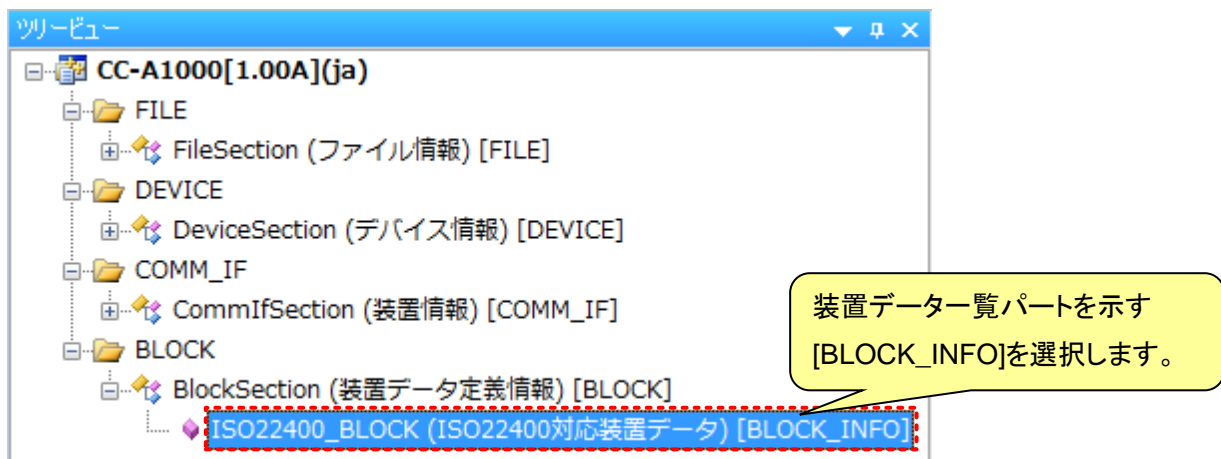 ツリービュー
CC-A1000[1.00A](ja)
FILE
FileSection (ファイル情報) [FILE]
DEVICE
DeviceSection (デバイス情報) [DEVICE]
COMM_IF
CommIfSection (装置情報) [COMM_IF]
BLOCK
BlockSection (装置データ定義情報) [BLOCK]
ISO22400_BLOCK (ISO22400対応装置データ) [BLOCK_INFO]
装置データ一覧パートを示す
[BLOCK_INFO]を選択します。